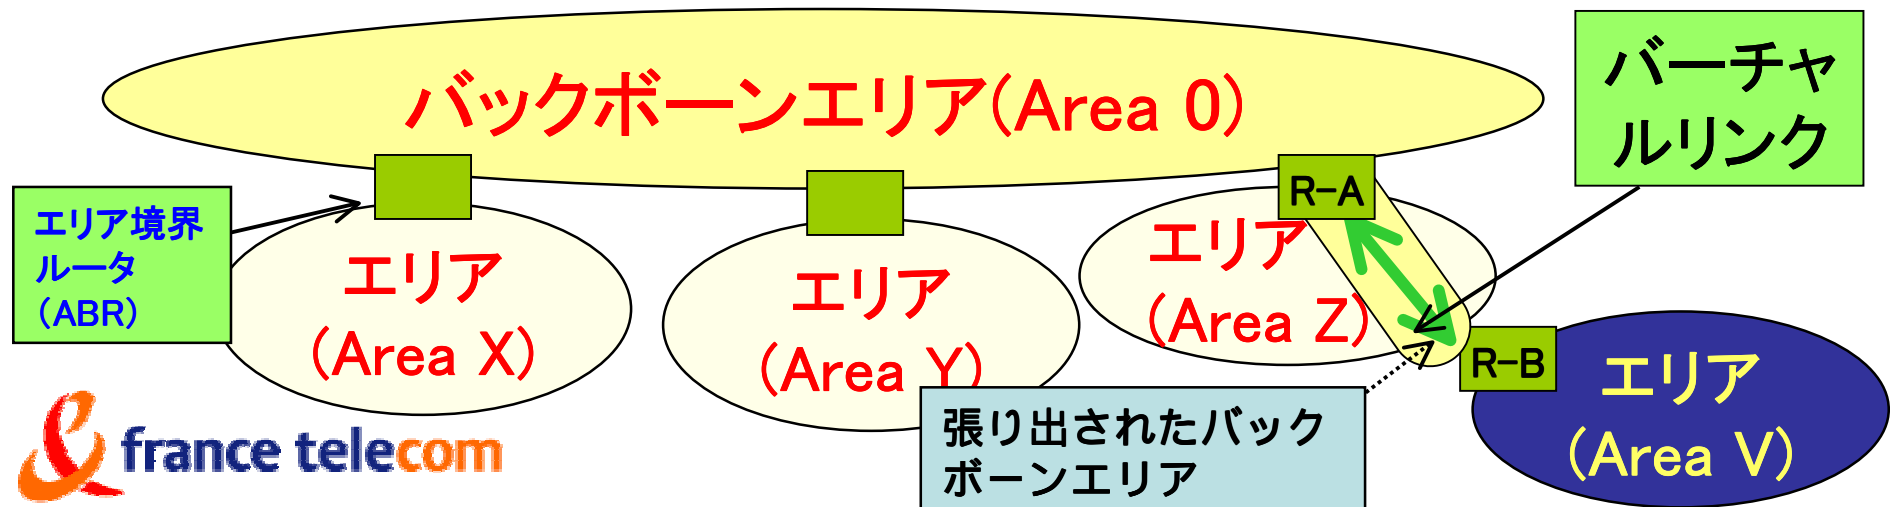 バックボーンエリア(Area 0)
バーチャ
ルリンク
エリア境界
ルータ
(ABR)
R-A
エリア
(Area X)
エリア
(Area Y)
エリア
(Area Z)
R-B
エリア
(Area V)
張り出されたバック
ボーンエリア
france telecom